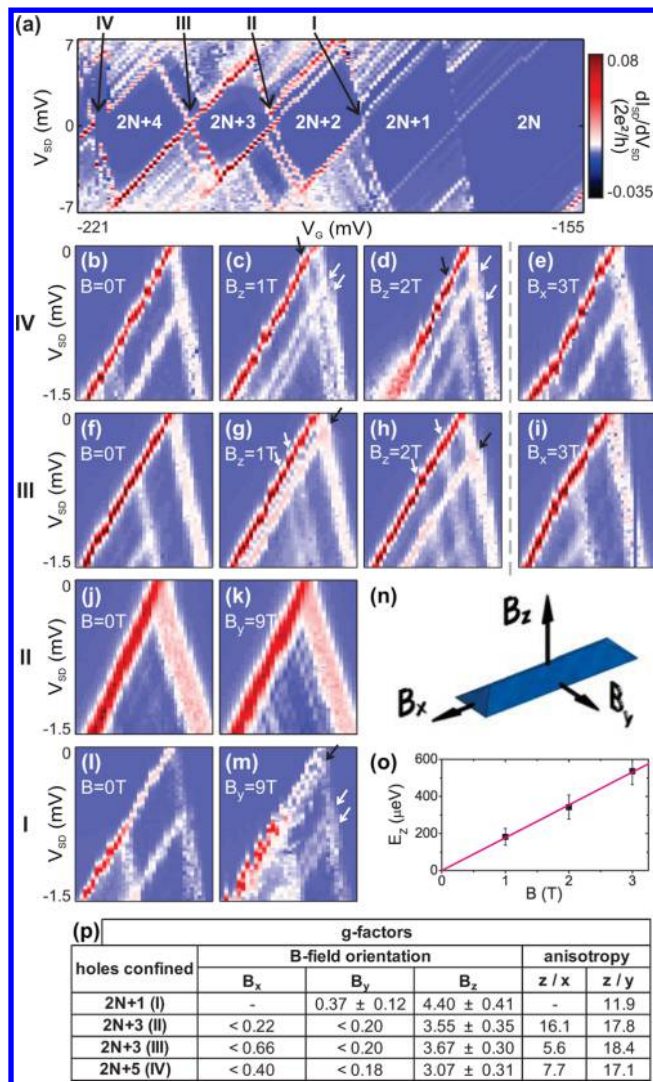 (a) IV III II I
7
0
-7
V_SD (mV)
2N+4 2N+3 2N+2 2N+1 2N
0.08
-0.035
dI_SD/dV_SD
(2e²/h)
-221 V_G (mV) -155
IV
V_SD (mV)
0
-1.5
(b) B=0T
(c) B_z=1T
(d) B_z=2T
(e) B_x=3T
III
V_SD (mV)
0
-1.5
(f) B=0T
(g) B_z=1T
(h) B_z=2T
(i) B_x=3T
II
V_SD (mV)
0
-1.5
(j) B=0T
(k) B_y=9T
(n)
B_z
B_x
B_y
I
V_SD (mV)
0
-1.5
(l) B=0T
(m) B_y=9T
(o)
E_Z (µeV)
600
400
200
0 1 2 3
B (T)
(p) g-factors
holes confined B-field orientation anisotropy
B_x B_y B_z z / x z / y
2N+1 (I) - 0.37 ± 0.12 4.40 ± 0.41 - 11.9
2N+3 (II) < 0.22 < 0.20 3.55 ± 0.35 16.1 17.8
2N+3 (III) < 0.66 < 0.20 3.67 ± 0.30 5.6 18.4
2N+5 (IV) < 0.40 < 0.18 3.07 ± 0.31 7.7 17.1